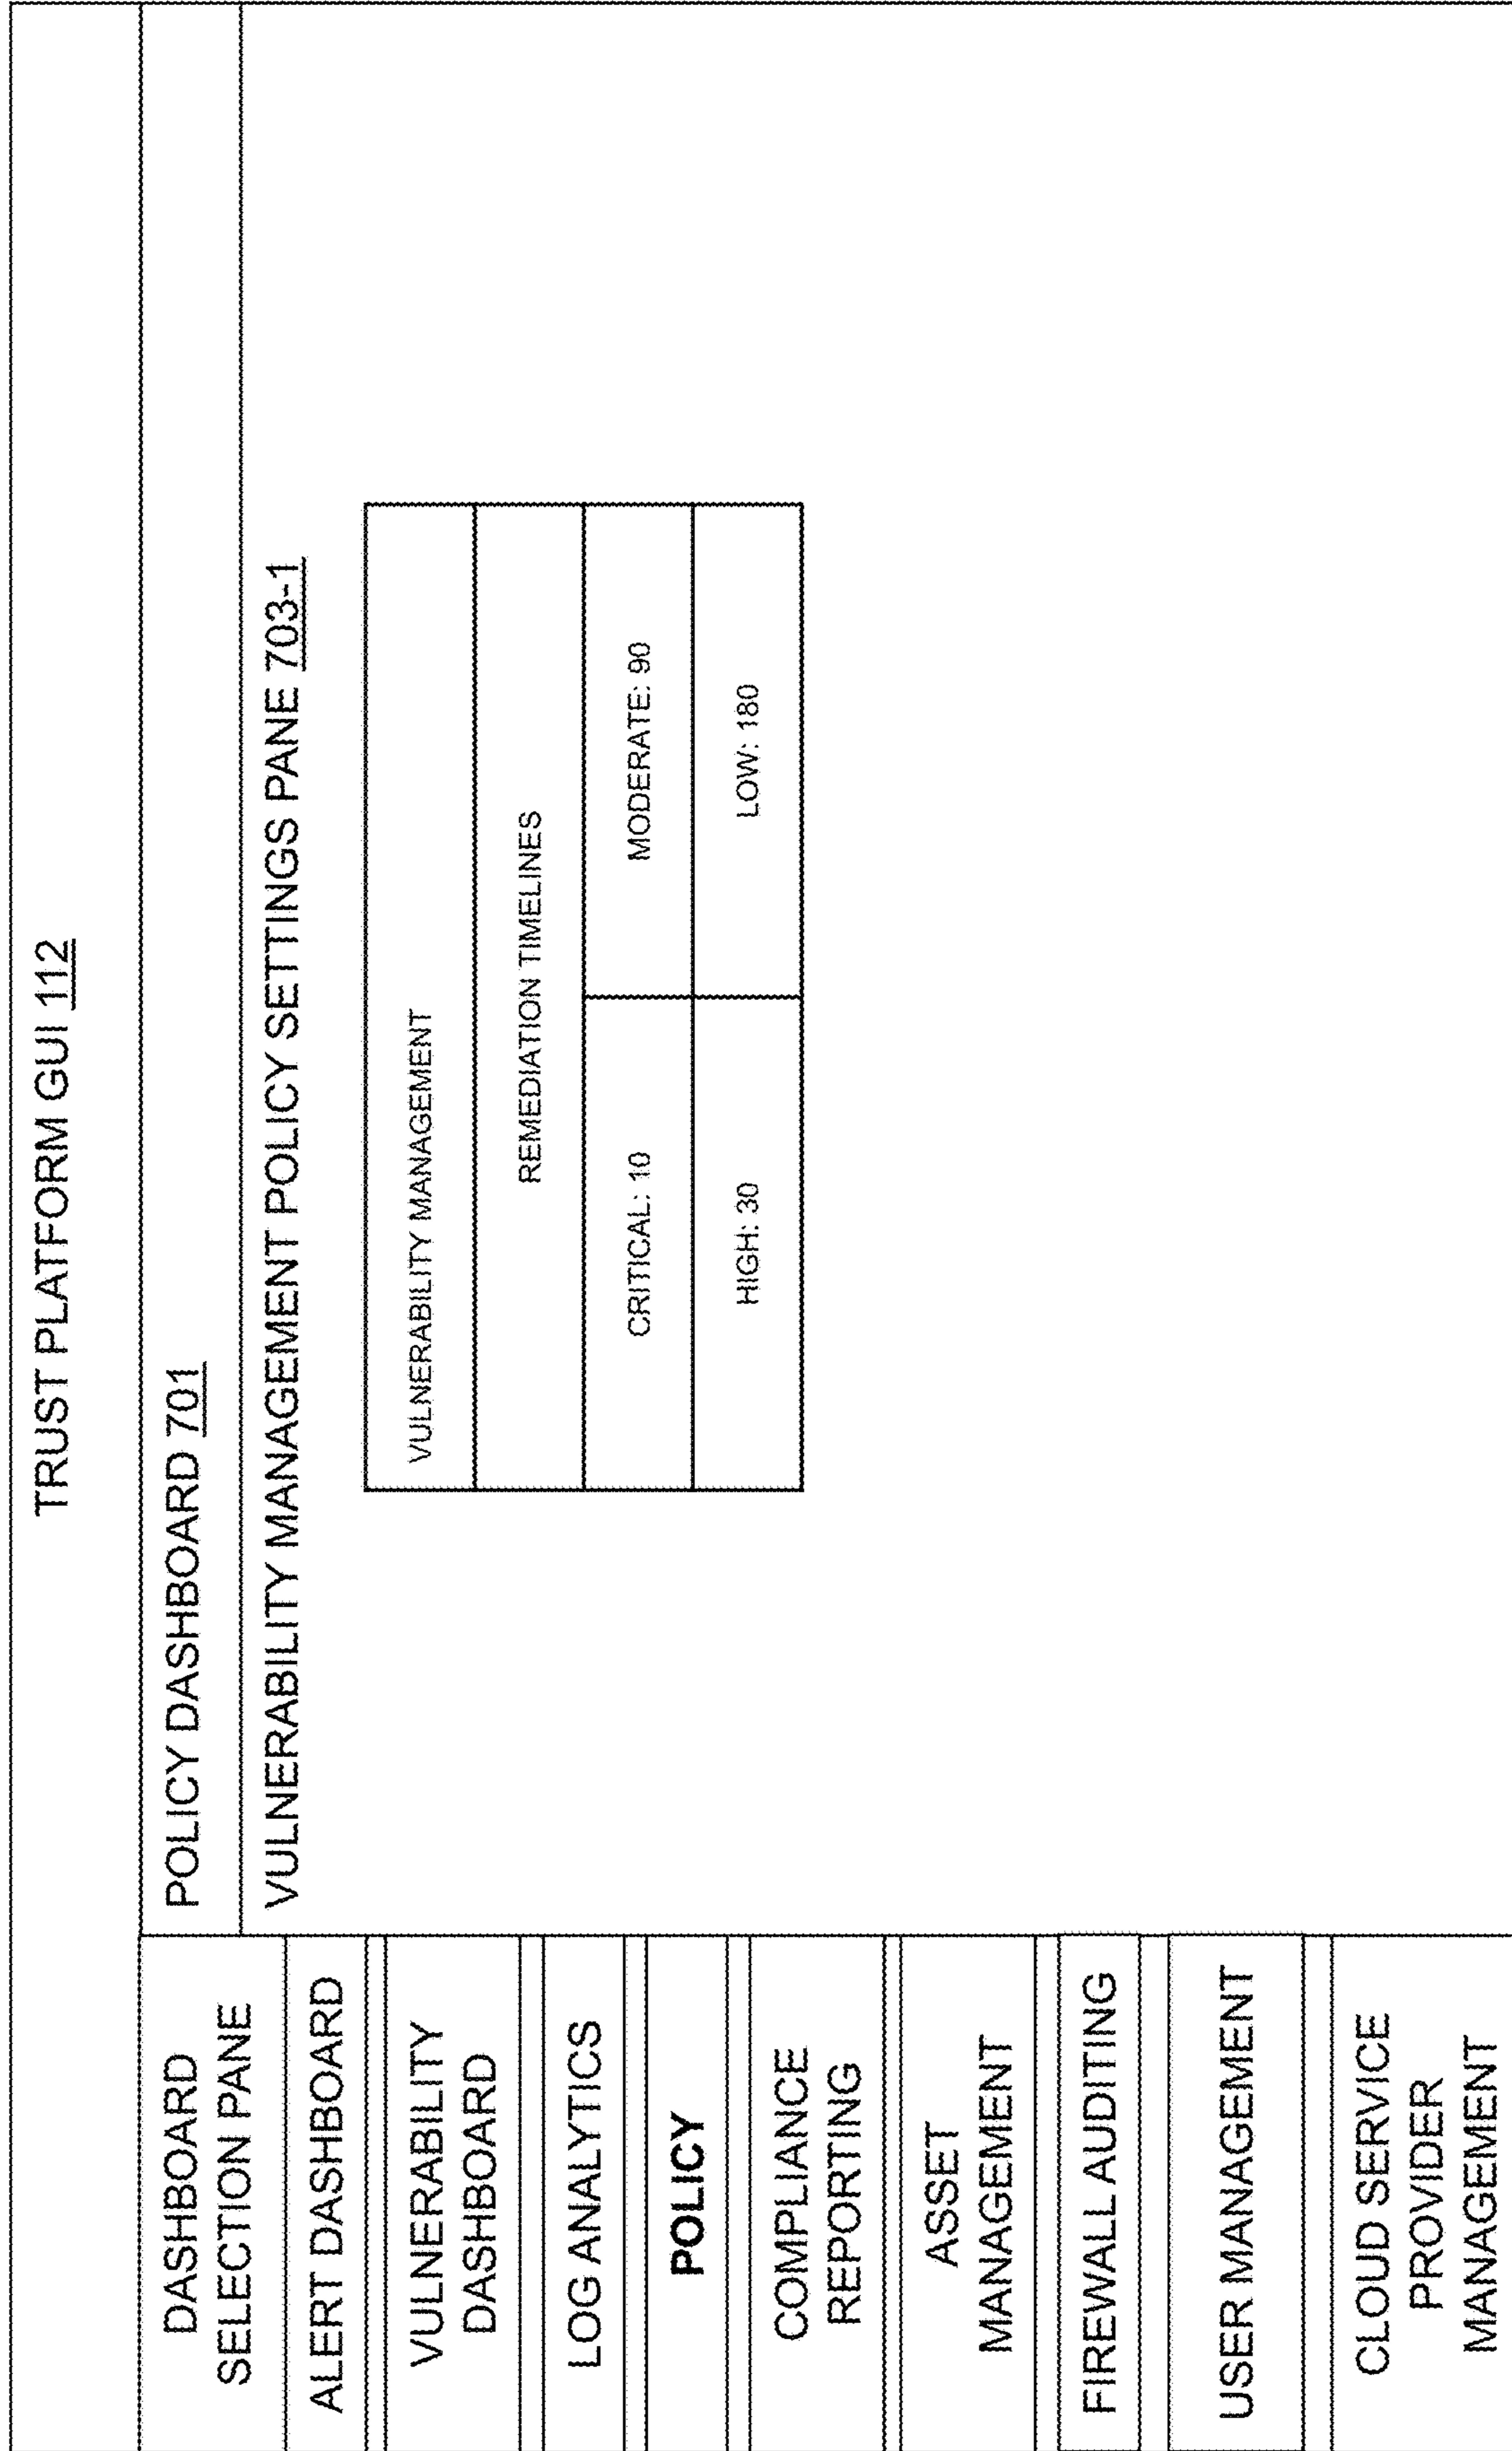 TRUST PLATFORM GUI 112
DASHBOARD
SELECTION PANE
ALERT DASHBOARD
VULNERABILITY
DASHBOARD
LOG ANALYTICS
POLICY
COMPLIANCE
REPORTING
ASSET
MANAGEMENT
FIREWALL AUDITING
USER MANAGEMENT
CLOUD SERVICE
PROVIDER
MANAGEMENT
POLICY DASHBOARD 701
VULNERABILITY MANAGEMENT POLICY SETTINGS PANE 703-1
VULNERABILITY MANAGEMENT
REMEDIATION TIMELINES
CRITICAL: 10 MODERATE: 90
HIGH: 30 LOW: 180